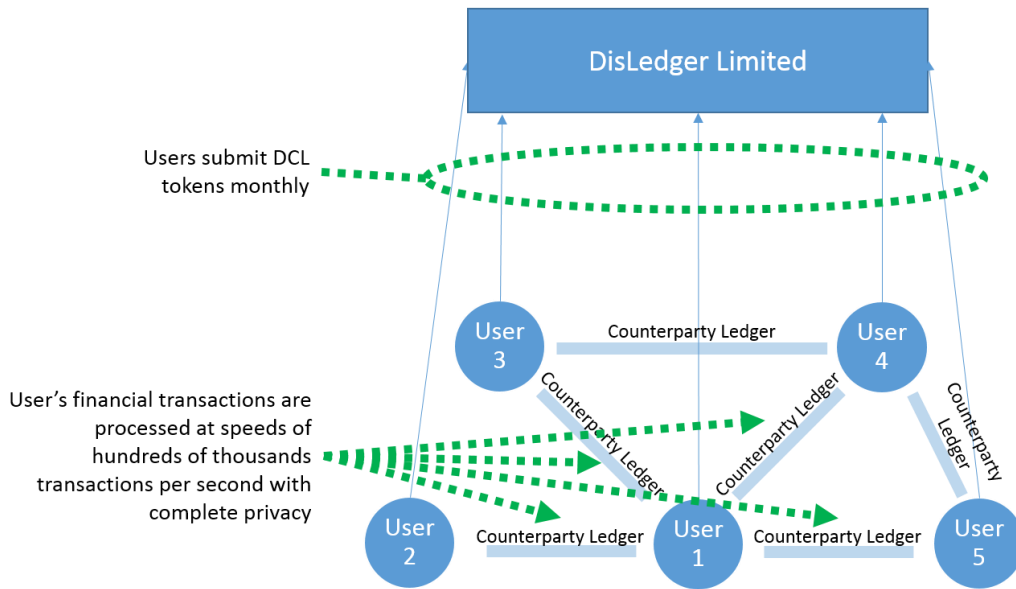 DisLedger Limited
Users submit DCL
tokens monthly
User
3
Counterparty Ledger
User
4
User's financial transactions are
processed at speeds of
hundreds of thousands
transactions per second with
complete privacy
Counterparty Ledger
Counterparty Ledger
Counterparty
Ledger
User
2
Counterparty Ledger
User
1
Counterparty Ledger
User
5